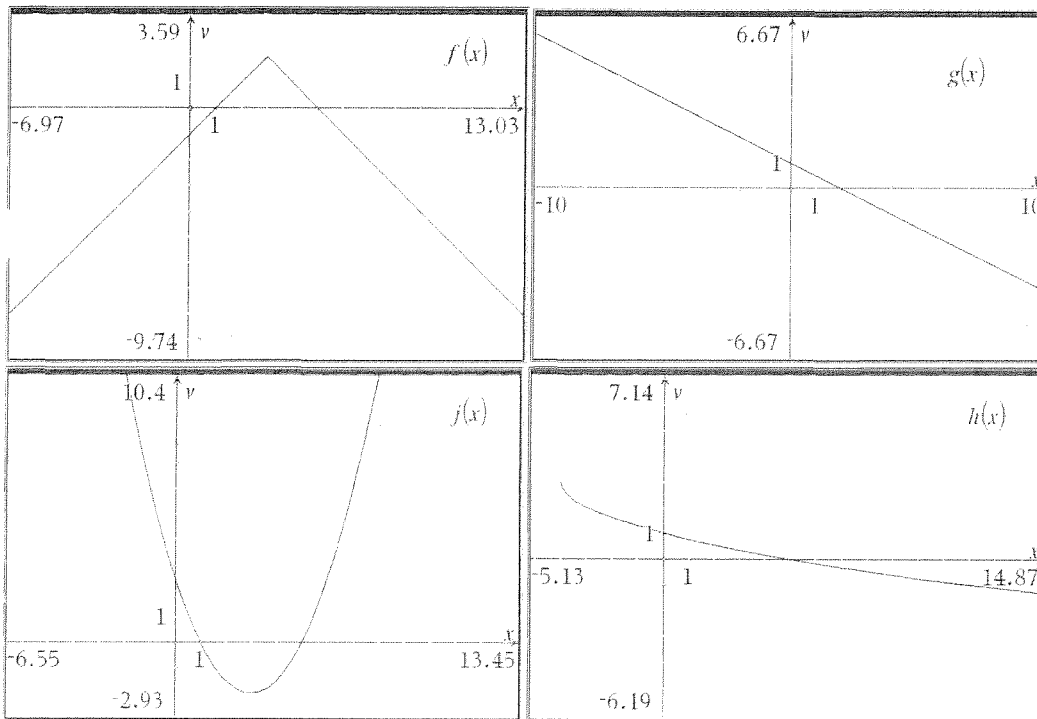 3.59 y
f(x)
1
x
-6.97 1 13.03
-9.74
6.67 y
g(x)
1
x
-10 1 10
-6.67
10.4 y
j(x)
1
x
-6.55 1 13.45
-2.93
7.14 y
h(x)
1
x
-5.13 1 14.87
-6.19